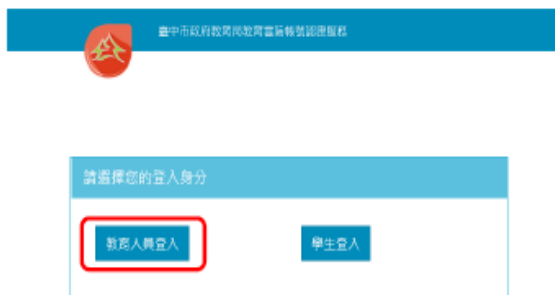 臺中市政府教育局教育雲端帳號認證服務
請選擇您的登入身分
教育人員登入
學生登入